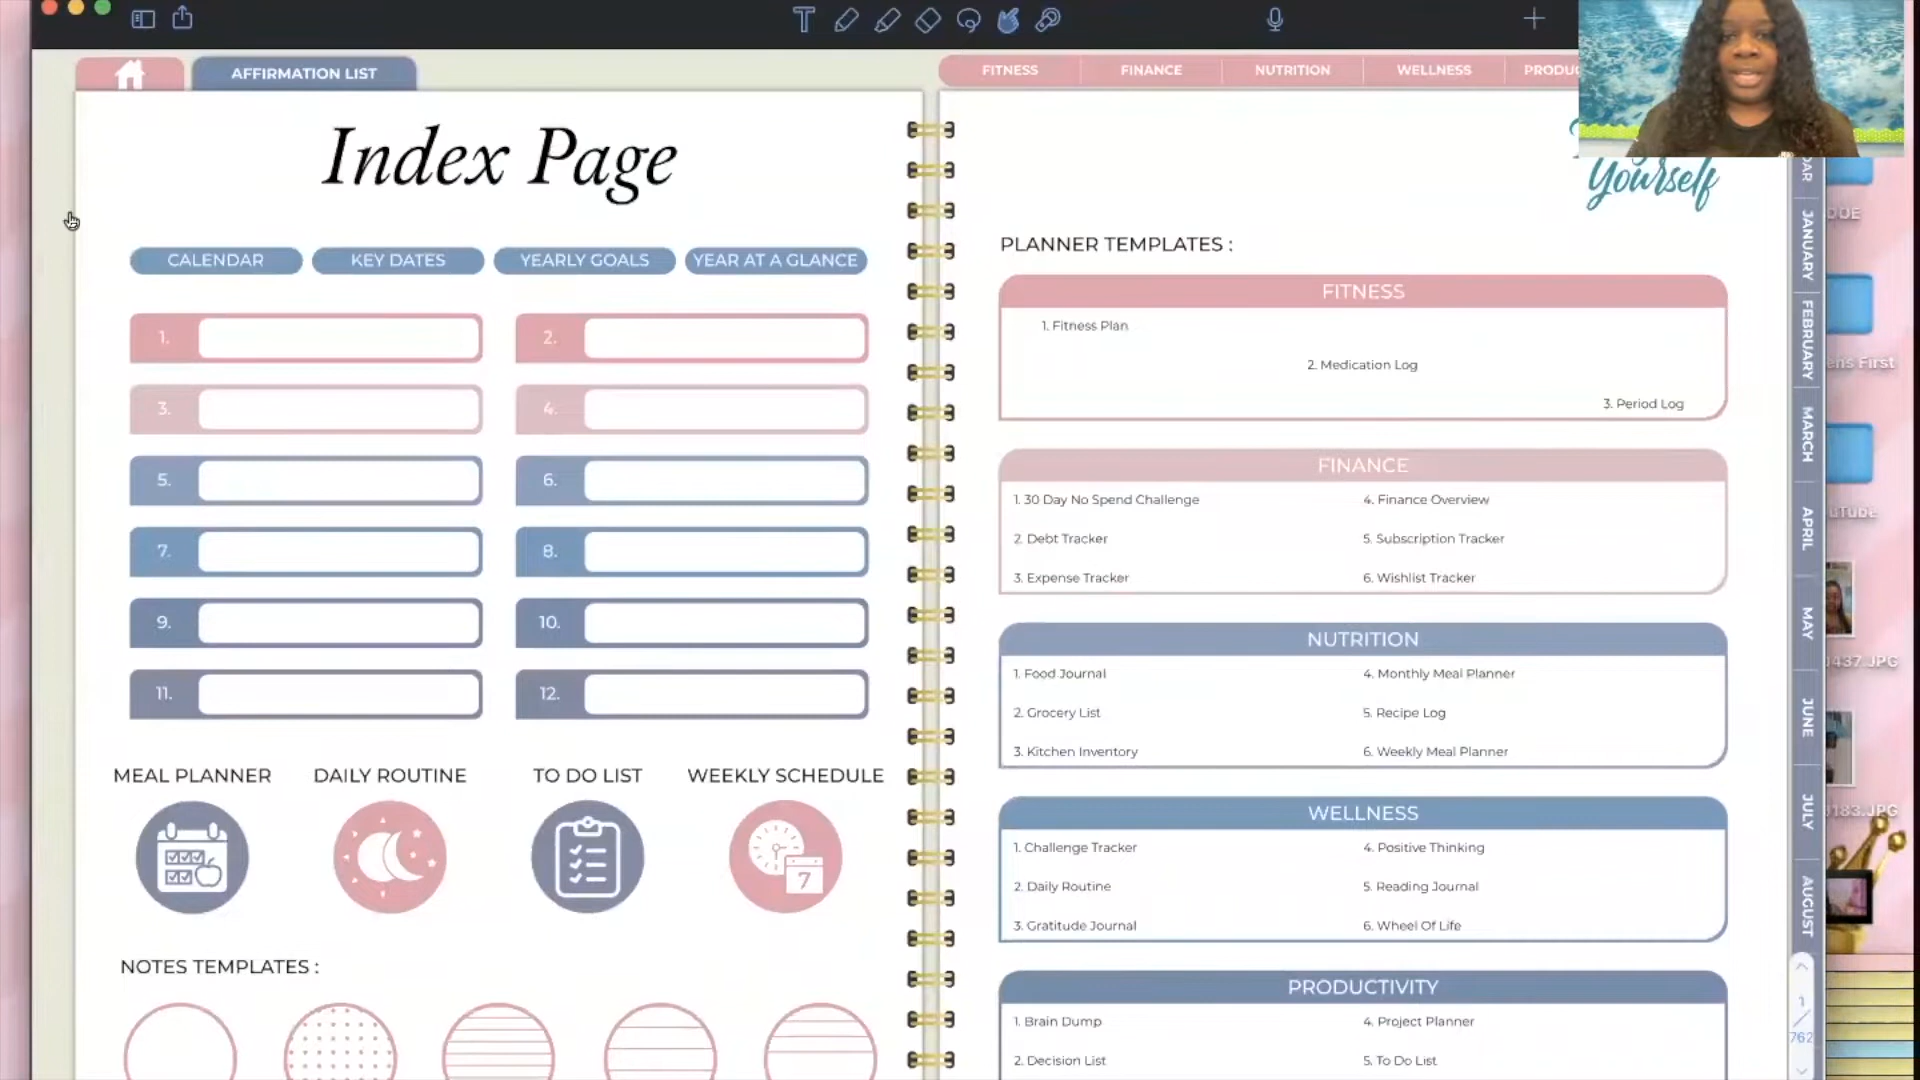 AFFIRMATION LIST
FITNESS
FINANCE
NUTRITION
WELLNESS
Index Page
Yourself
CALENDAR
KEY DATES
YEARLY GOALS
YEAR AT A GLANCE
1.
2.
3.
4.
5.
6.
7.
8.
9.
10.
11.
12.
MEAL PLANNER
DAILY ROUTINE
TO DO LIST
WEEKLY SCHEDULE
7
NOTES TEMPLATES :
PLANNER TEMPLATES :
FITNESS
1. Fitness Plan
2. Medication Log
3. Period Log
FINANCE
1. 30 Day No Spend Challenge
4. Finance Overview
2. Debt Tracker
5. Subscription Tracker
3. Expense Tracker
6. Wishlist Tracker
NUTRITION
1. Food Journal
4. Monthly Meal Planner
2. Grocery List
5. Recipe Log
3. Kitchen Inventory
6. Weekly Meal Planner
WELLNESS
1. Challenge Tracker
4. Positive Thinking
2. Daily Routine
5. Reading Journal
3. Gratitude Journal
6. Wheel Of Life
PRODUCTIVITY
1. Brain Dump
4. Project Planner
2. Decision List
5. To Do List
JANUARY
FEBRUARY
MARCH
APRIL
MAY
JUNE
JULY
AUGUST
1
/
762
First